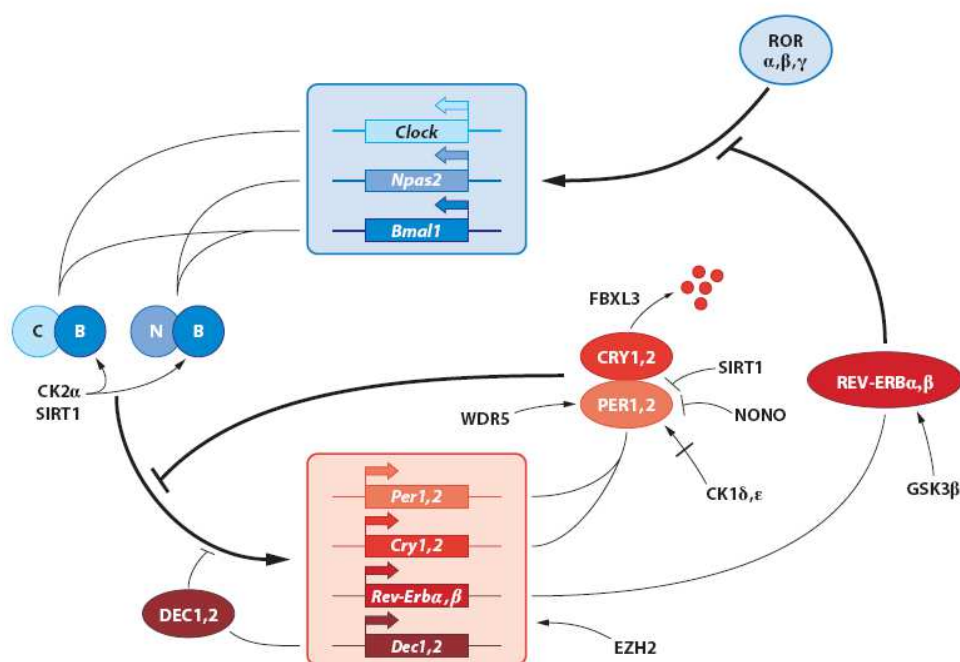 ROR
α,β,γ
Clock
Npas2
Bmal1
FBXL3
C B N B
CRY1,2
SIRT1
REV-ERBα,β
CK2α
SIRT1
PER1,2
WDR5
NONO
CK1δ,ε
GSK3β
Per1,2
Cry1,2
Rev-Erbα,β
DEC1,2
Dec1,2
EZH2